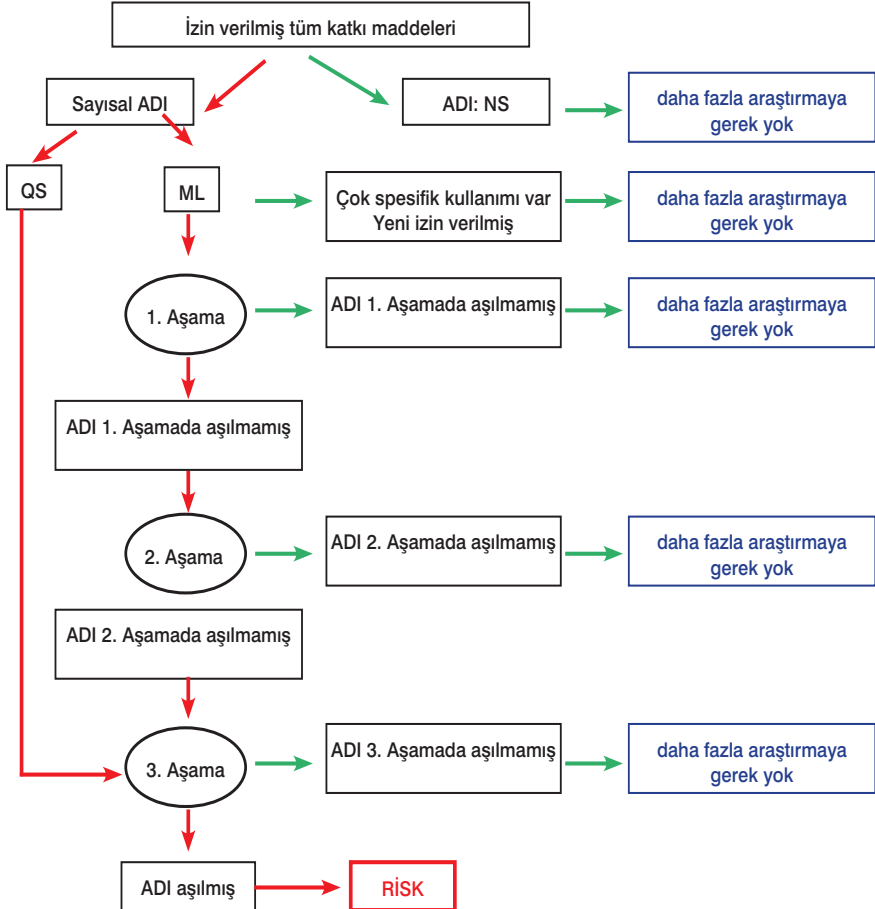 İzin verilmiş tüm katkı maddeleri
Sayısal ADI
ADI: NS
daha fazla araştırmaya
gerek yok
QS
ML
Çok spesifik kullanımı var
Yeni izin verilmiş
daha fazla araştırmaya
gerek yok
1. Aşama
ADI 1. Aşamada aşılmamış
daha fazla araştırmaya
gerek yok
ADI 1. Aşamada aşılmamış
2. Aşama
ADI 2. Aşamada aşılmamış
daha fazla araştırmaya
gerek yok
ADI 2. Aşamada aşılmamış
3. Aşama
ADI 3. Aşamada aşılmamış
daha fazla araştırmaya
gerek yok
ADI aşılmış
RİSK